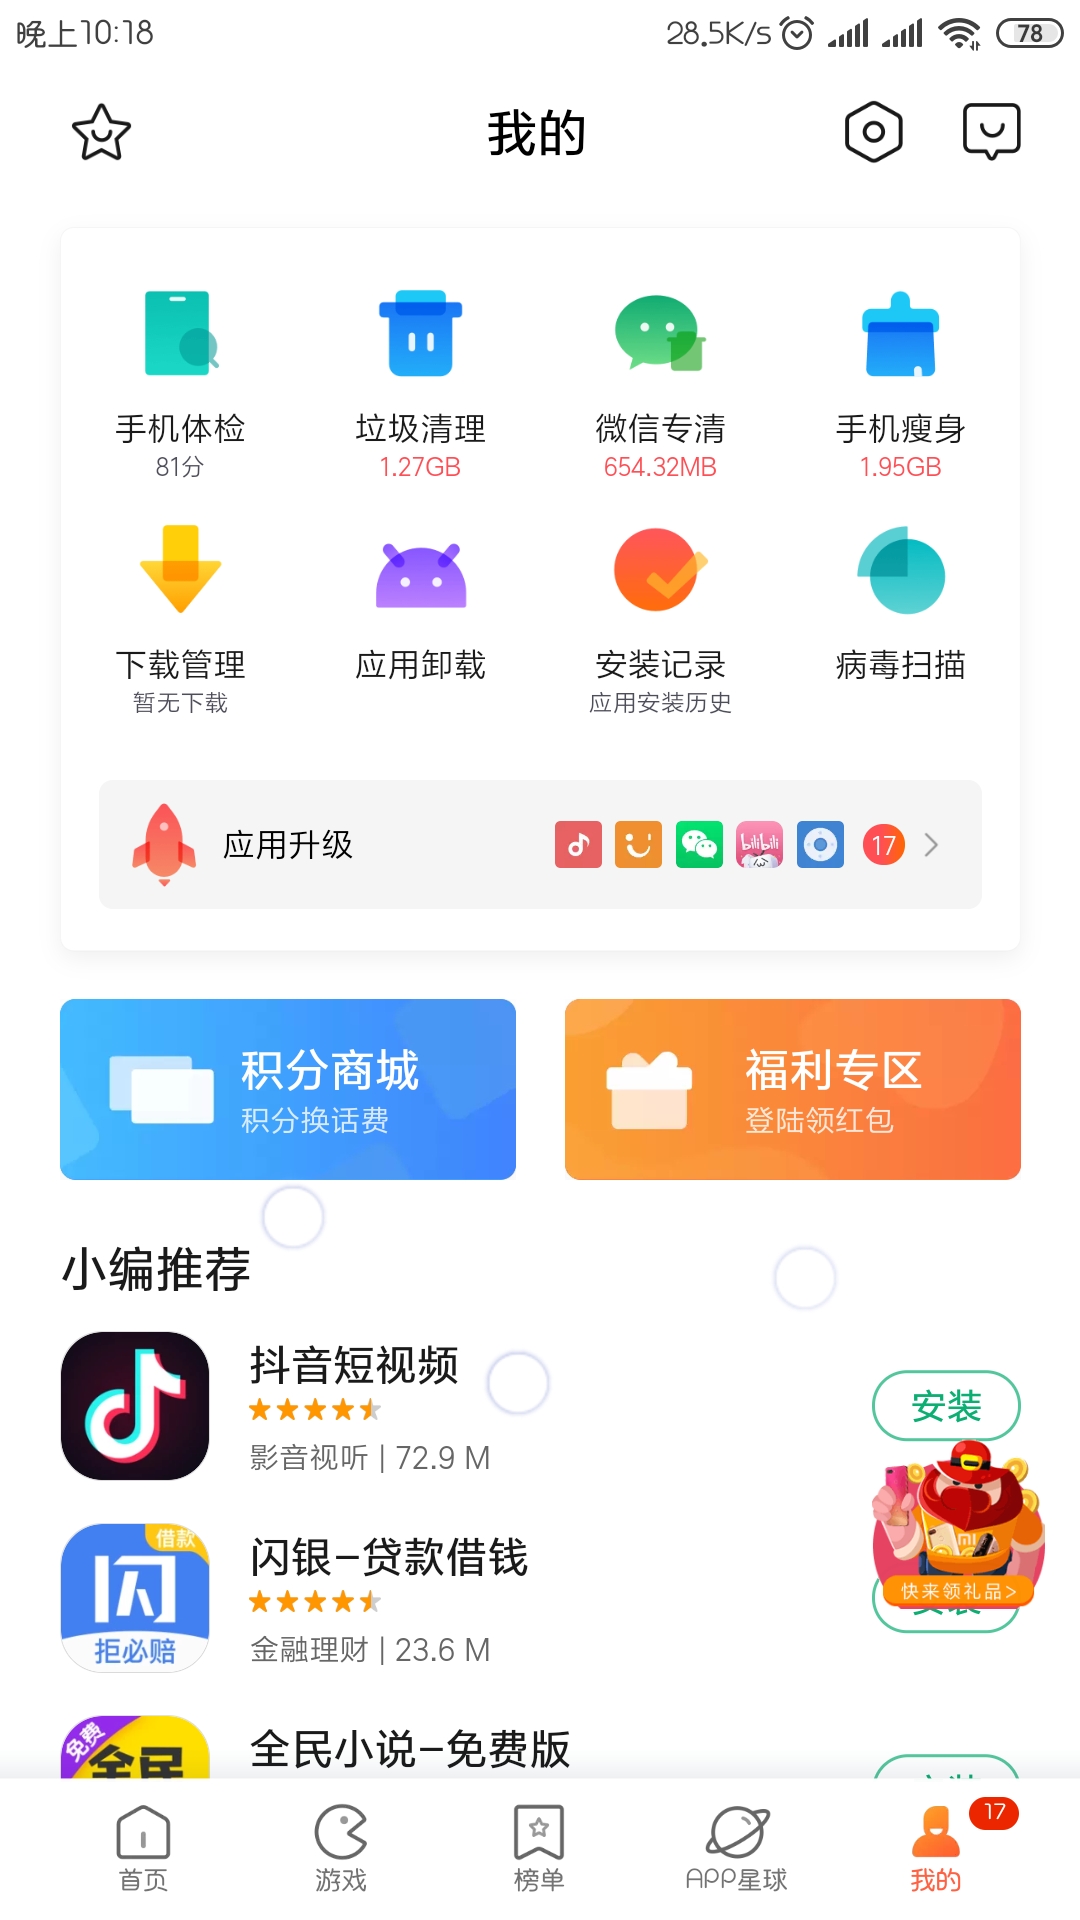 晚上10:18
28.5K/s
78
我的
手机体检
81分
垃圾清理
1.27GB
微信专清
654.32MB
手机瘦身
1.95GB
下载管理
暂无下载
应用卸载
安装记录
应用安装历史
病毒扫描
应用升级
bilibili
17
积分商城
积分换话费
福利专区
登陆领红包
小编推荐
抖音短视频
影音视听 | 72.9 M
安装
快来领礼品>
借款
闪
拒必赔
闪银–贷款借钱
金融理财 | 23.6 M
安装
免费
全民
全民小说–免费版
安装
首页
游戏
榜单
APP星球
我的
17